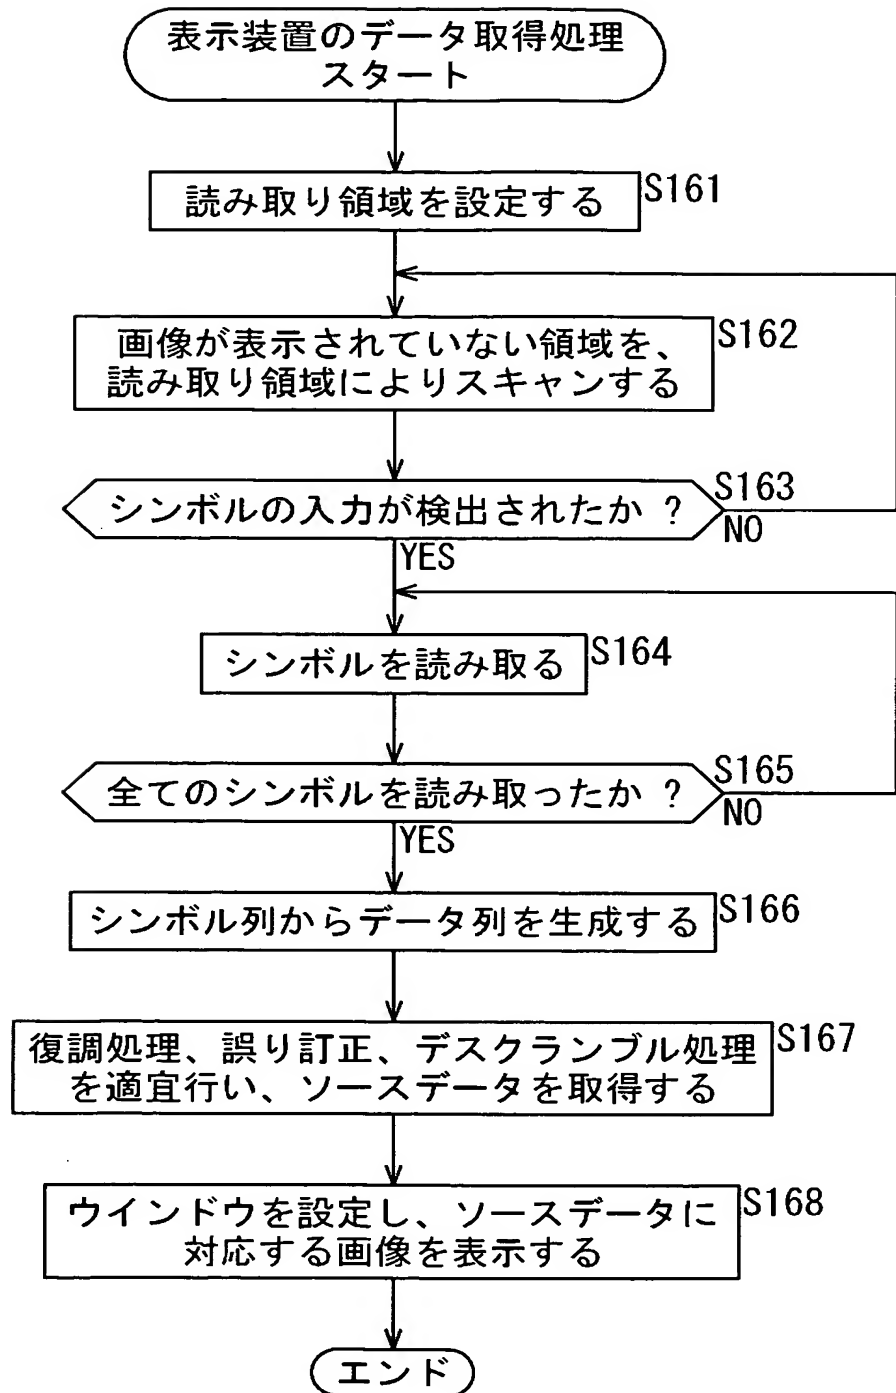 表示装置のデータ取得処理
スタート
読み取り領域を設定する
S161
画像が表示されていない領域を、
読み取り領域によりスキャンする
S162
シンボルの入力が検出されたか ?
S163
NO
YES
シンボルを読み取る
S164
全てのシンボルを読み取ったか ?
S165
NO
YES
シンボル列からデータ列を生成する
S166
復調処理、誤り訂正、デスクランブル処理
を適宜行い、ソースデータを取得する
S167
ウインドウを設定し、ソースデータに
対応する画像を表示する
S168
エンド